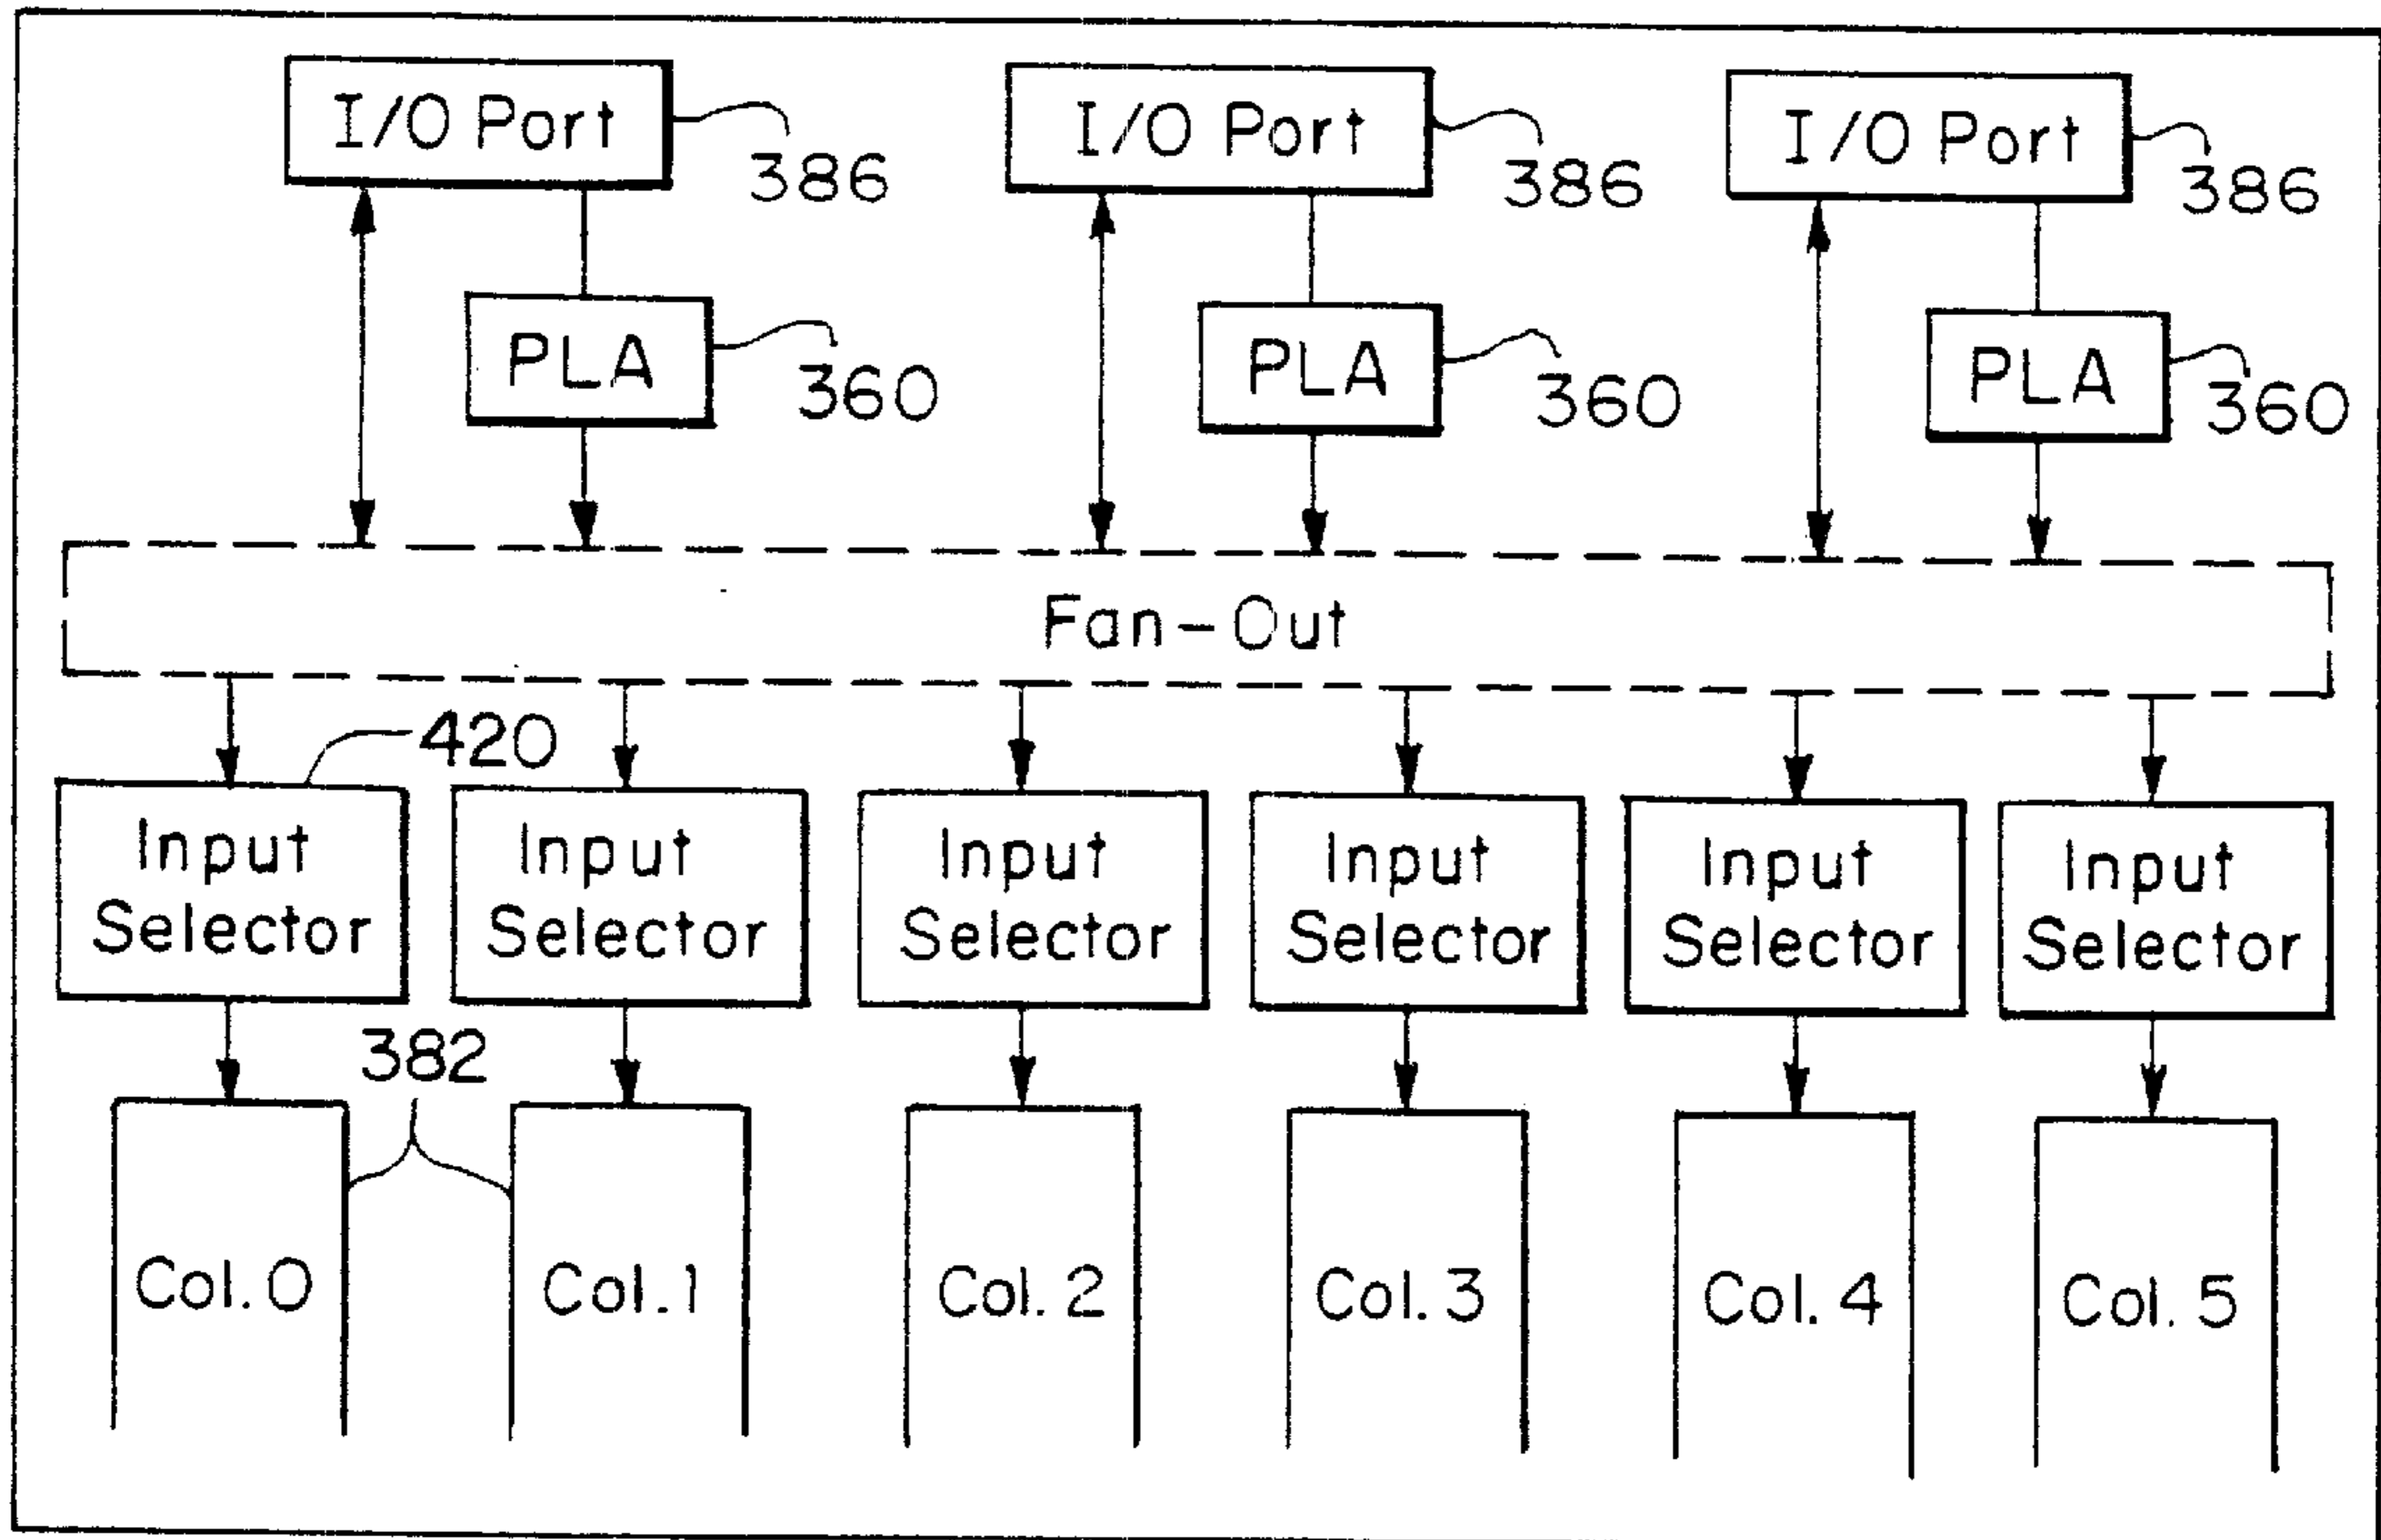 I/O Port
386
I/O Port
386
I/O Port
386
PLA
360
PLA
360
PLA
360
Fan-Out
420
Input
Selector
Input
Selector
Input
Selector
Input
Selector
Input
Selector
Input
Selector
382
Col. 0
Col. 1
Col. 2
Col. 3
Col. 4
Col. 5